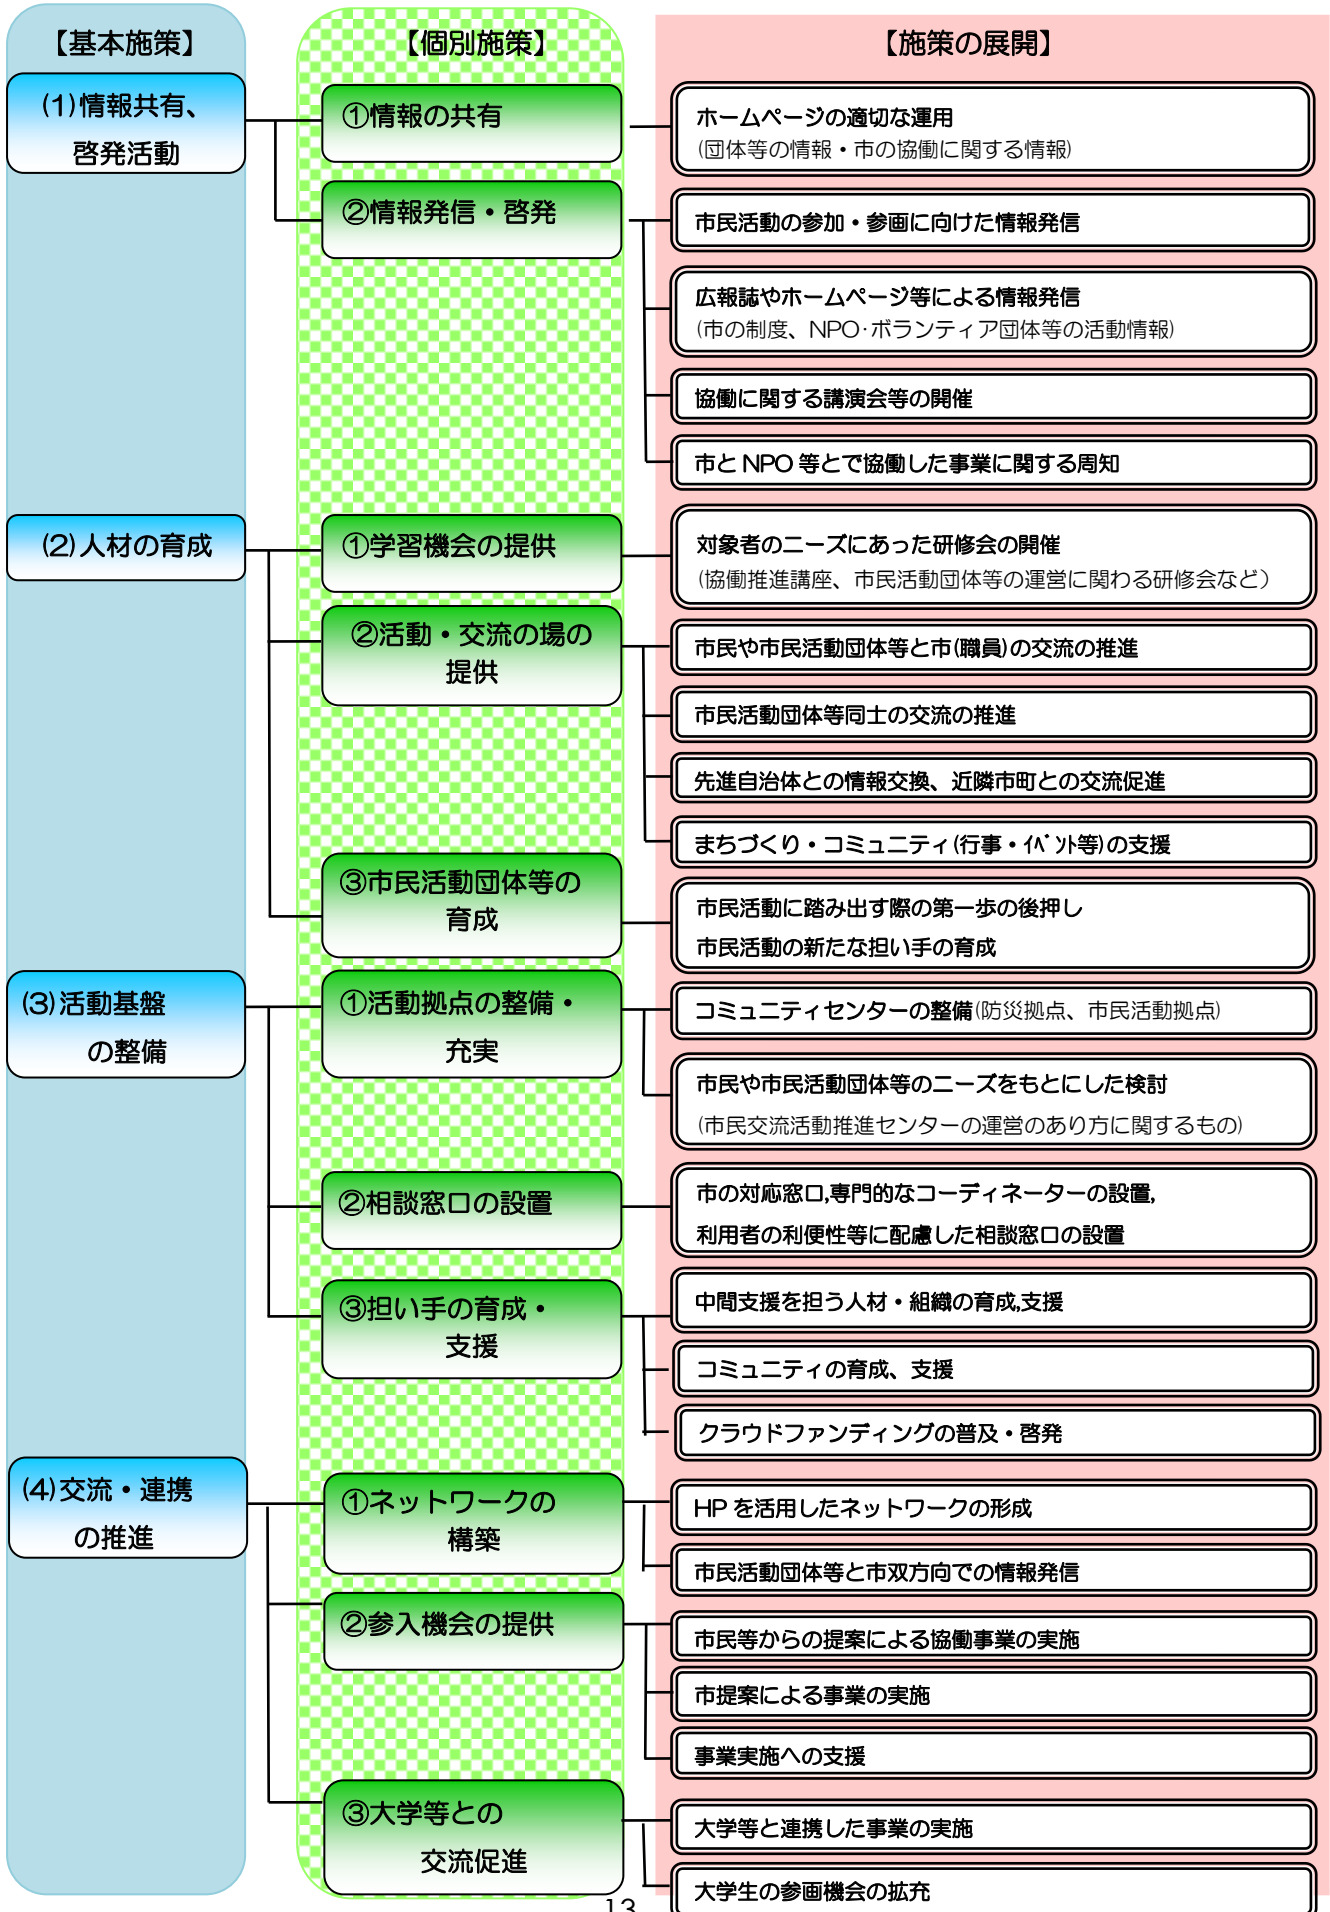 【基本施策】
【個別施策】
【施策の展開】
(1)情報共有、
啓発活動
①情報の共有
ホームページの適切な運用
(団体等の情報・市の協働に関する情報)
②情報発信・啓発
市民活動の参加・参画に向けた情報発信
広報誌やホームページ等による情報発信
(市の制度、NPO・ボランティア団体等の活動情報)
協働に関する講演会等の開催
市と NPO 等とで協働した事業に関する周知
(2)人材の育成
①学習機会の提供
対象者のニーズにあった研修会の開催
(協働推進講座、市民活動団体等の運営に関わる研修会など）
②活動・交流の場の
提供
市民や市民活動団体等と市(職員)の交流の推進
市民活動団体等同士の交流の推進
先進自治体との情報交換、近隣市町との交流促進
まちづくり・コミュニティ(行事・ｲﾍﾞﾝﾄ等)の支援
③市民活動団体等の
育成
市民活動に踏み出す際の第一歩の後押し
市民活動の新たな担い手の育成
(3)活動基盤
の整備
①活動拠点の整備・
充実
コミュニティセンターの整備(防災拠点、市民活動拠点)
市民や市民活動団体等のニーズをもとにした検討
(市民交流活動推進センターの運営のあり方に関するもの)
②相談窓口の設置
市の対応窓口,専門的なコーディネーターの設置,
利用者の利便性等に配慮した相談窓口の設置
③担い手の育成・
支援
中間支援を担う人材・組織の育成,支援
コミュニティの育成、支援
クラウドファンディングの普及・啓発
(4)交流・連携
の推進
①ネットワークの
構築
HP を活用したネットワークの形成
市民活動団体等と市双方向での情報発信
②参入機会の提供
市民等からの提案による協働事業の実施
市提案による事業の実施
事業実施への支援
③大学等との
交流促進
大学等と連携した事業の実施
大学生の参画機会の拡充
13